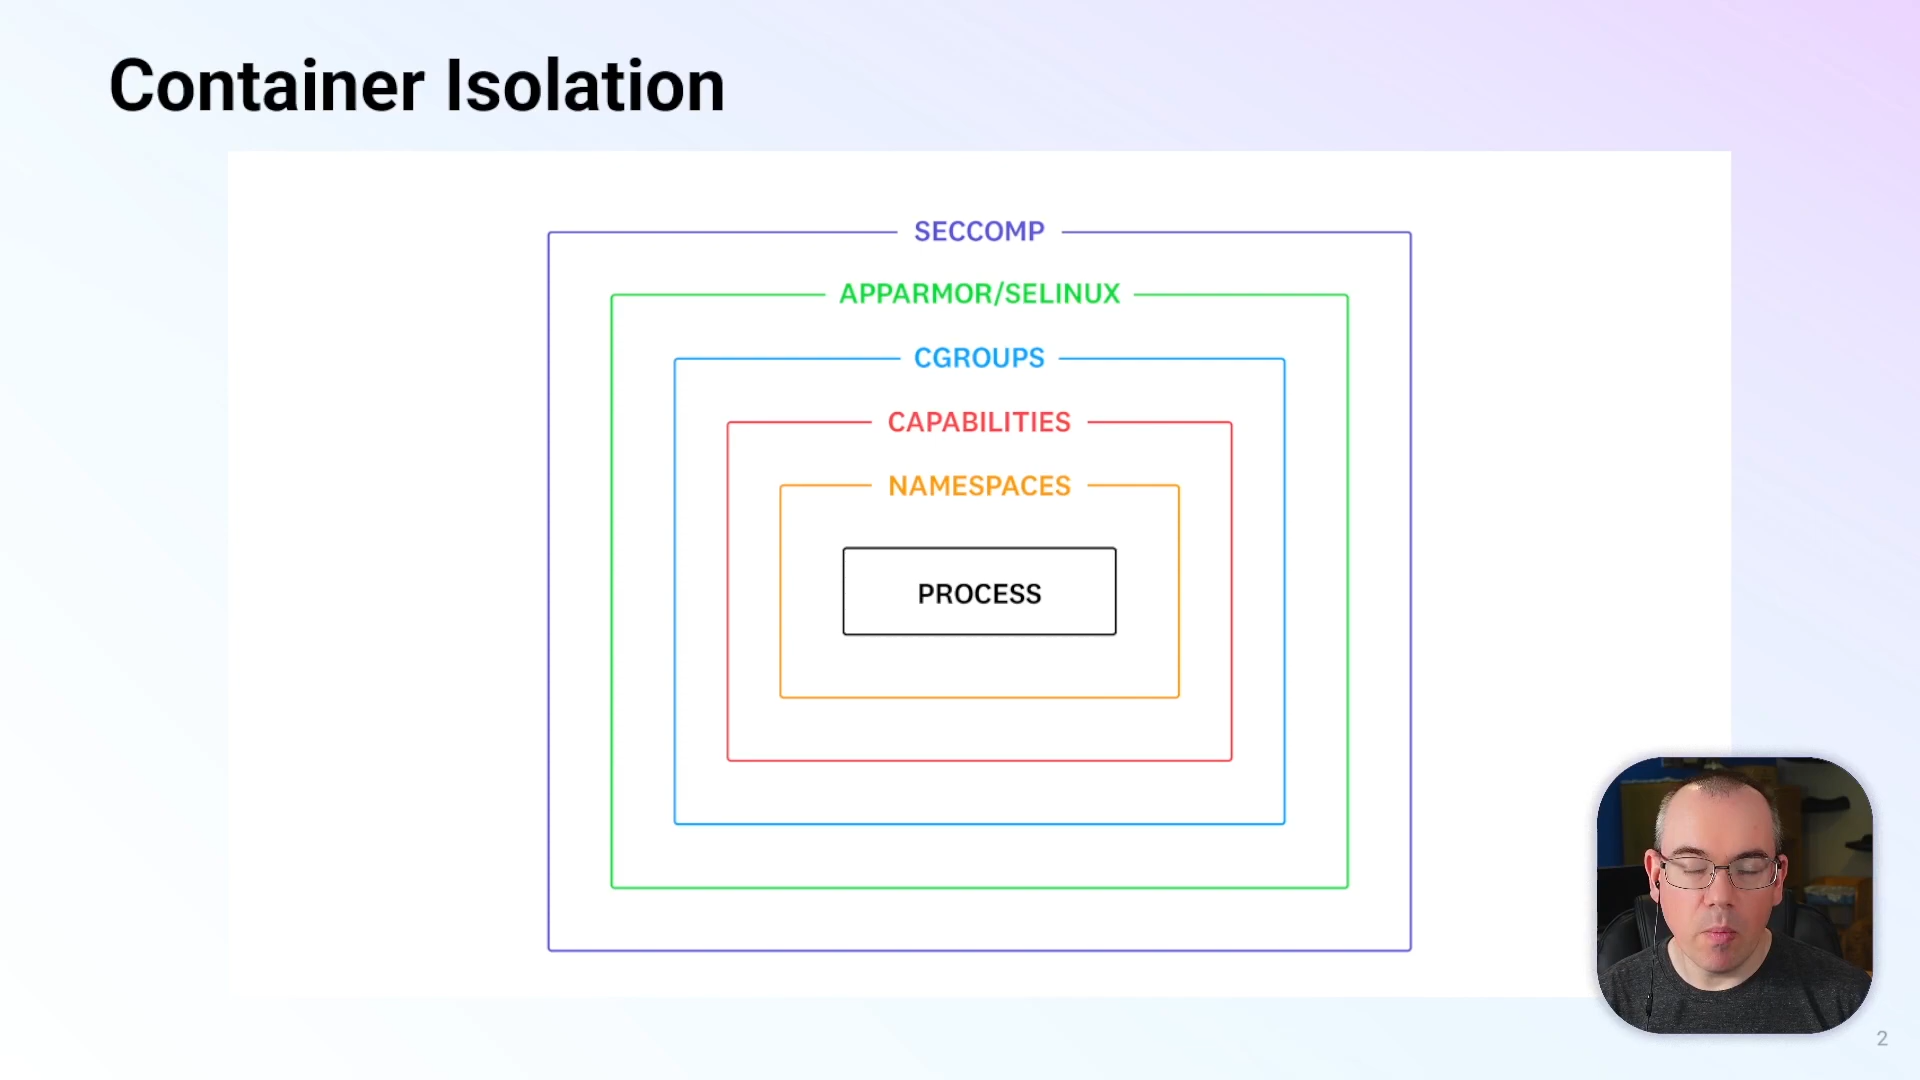 Container Isolation
SECCOMP
APPARMOR/SELINUX
CGROUPS
CAPABILITIES
NAMESPACES
PROCESS
2